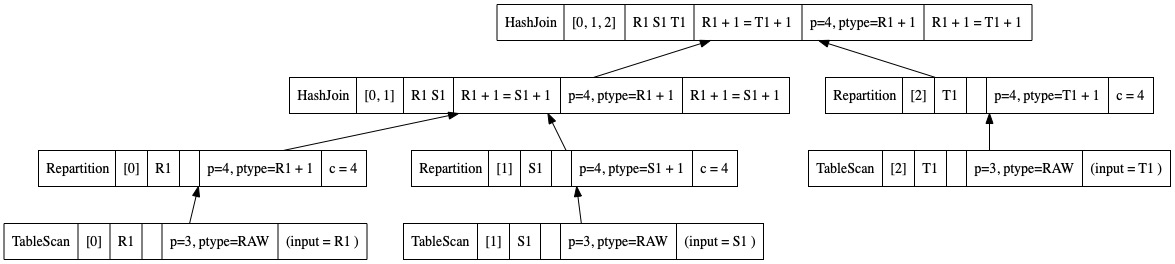 HashJoin [0, 1, 2] R1 S1 T1 R1 + 1 = T1 + 1 p=4, ptype=R1 + 1 R1 + 1 = T1 + 1
HashJoin [0, 1] R1 S1 R1 + 1 = S1 + 1 p=4, ptype=R1 + 1 R1 + 1 = S1 + 1
Repartition [2] T1 p=4, ptype=T1 + 1 c = 4
Repartition [0] R1 p=4, ptype=R1 + 1 c = 4
Repartition [1] S1 p=4, ptype=S1 + 1 c = 4
TableScan [2] T1 p=3, ptype=RAW (input = T1 )
TableScan [0] R1 p=3, ptype=RAW (input = R1 )
TableScan [1] S1 p=3, ptype=RAW (input = S1 )